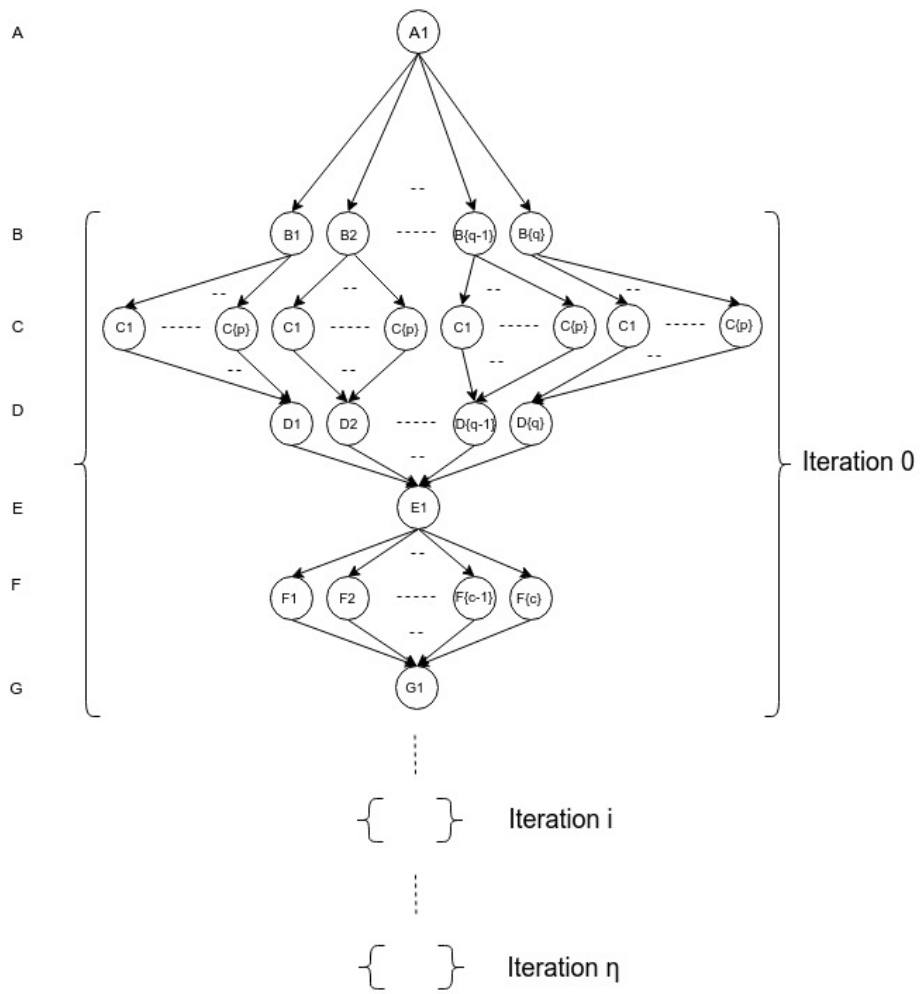 A A1
B B1 B2 ----- B{q-1} B{q}
C C1 ----- C{p} C1 ----- C{p} C1 ----- C{p} C1 ----- C{p}
D D1 D2 ----- D{q-1} D{q}
Iteration 0
E E1
F F1 F2 ----- F{c-1} F{c}
G G1
Iteration i
Iteration η